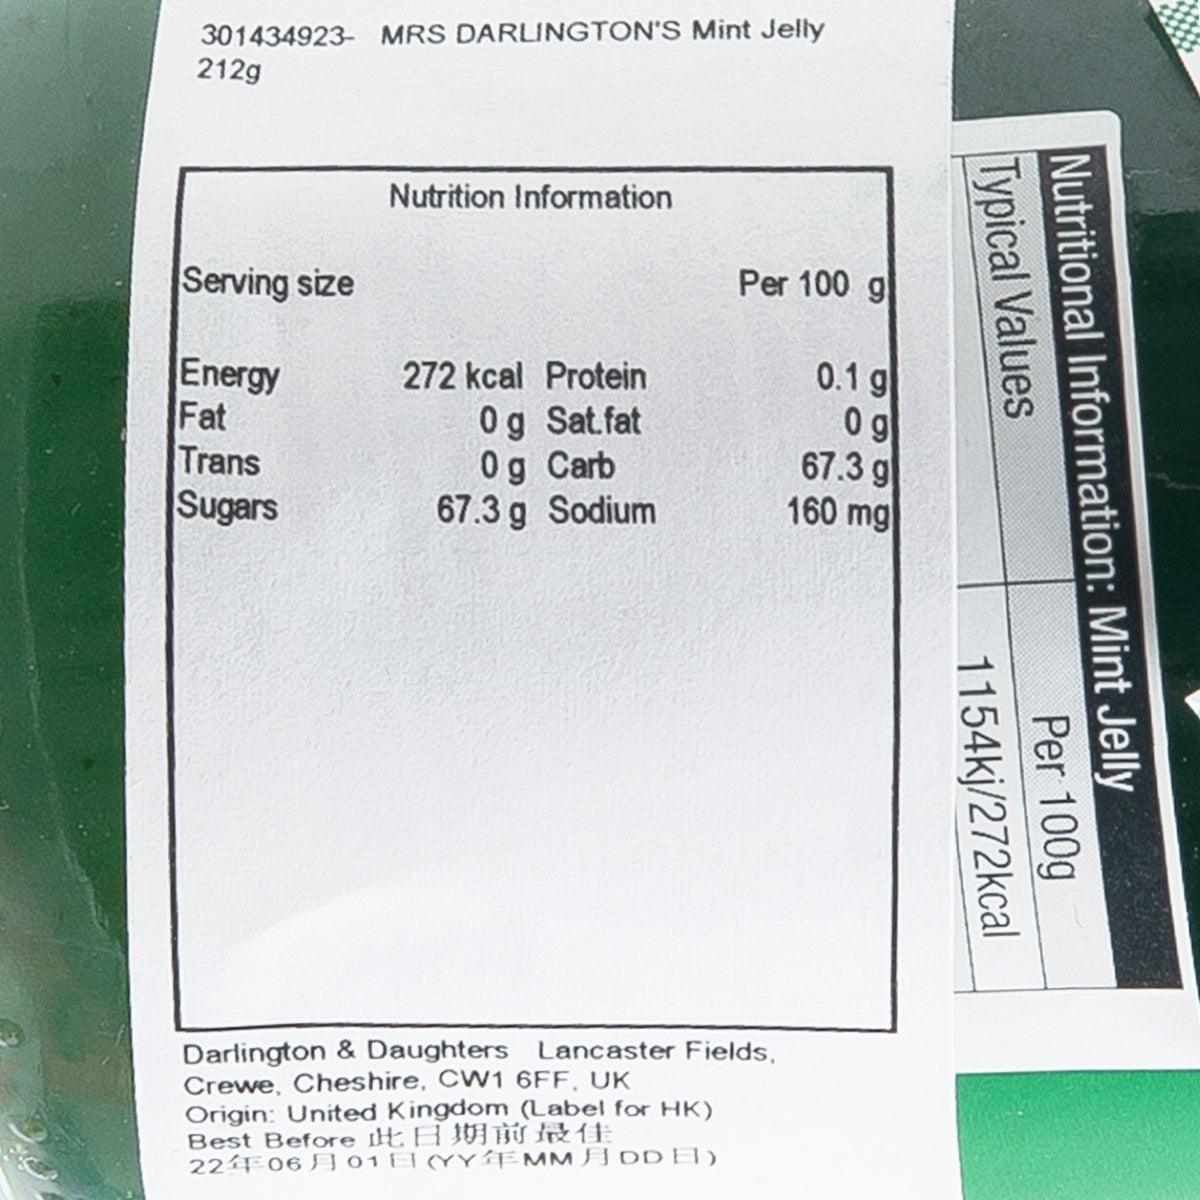 301434923- MRS DARLINGTON'S Mint Jelly
212g
Nutrition Information
Serving size Per 100 g
Energy 272 kcal Protein 0.1 g
Fat 0 g Sat.fat 0 g
Trans 0 g Carb 67.3 g
Sugars 67.3 g Sodium 160 mg
Darlington & Daughters Lancaster Fields,
Crewe, Cheshire, CW1 6FF, UK
Origin: United Kingdom (Label for HK)
Best Before 此日期前最佳
22年06月01日(YY年MM月DD日)
Nutritional Information: Mint Jelly
Typical Values Per 100g
1154kj/272kcal